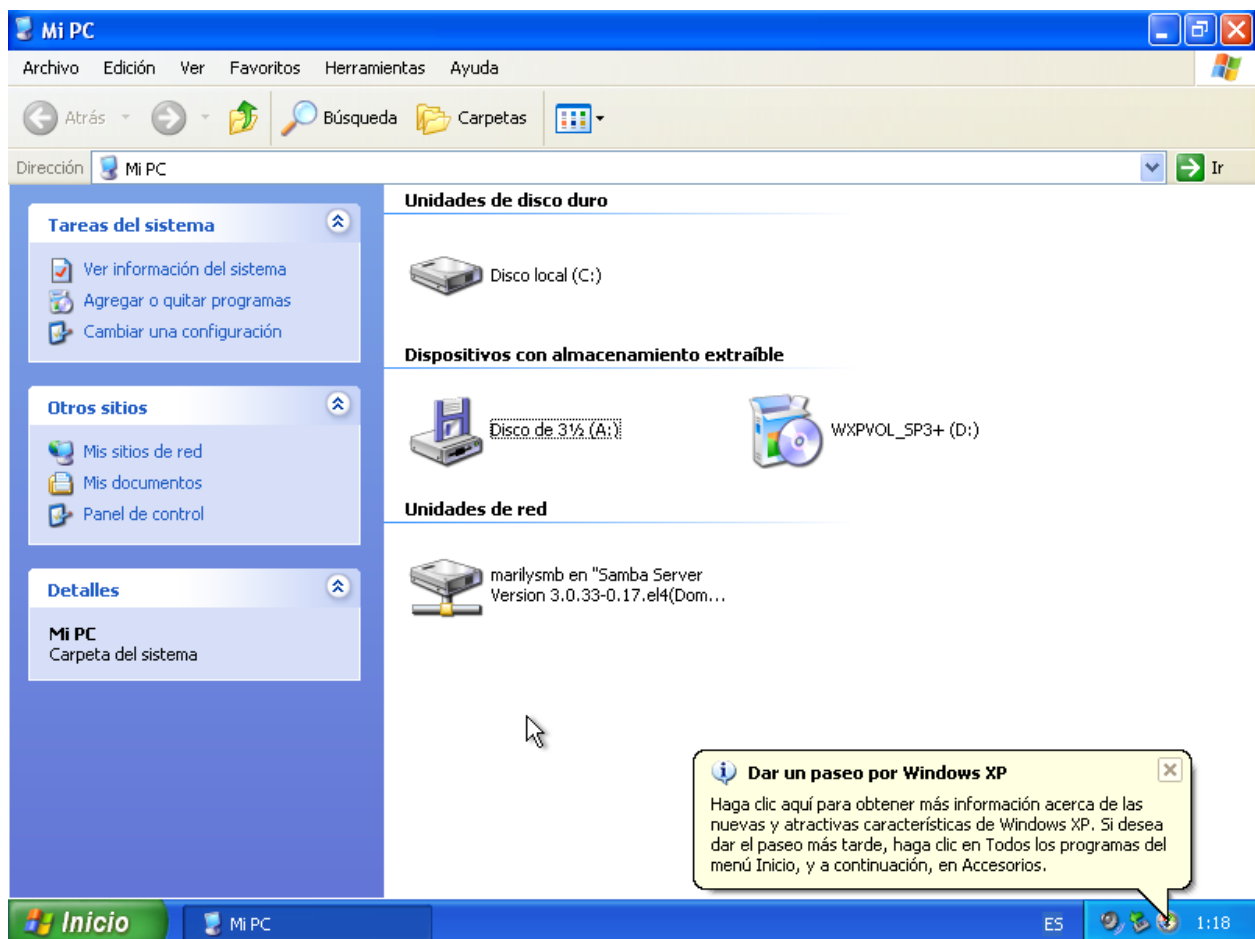 Mi PC
Archivo Edición Ver Favoritos Herramientas Ayuda
Atrás Búsqueda Carpetas
Dirección Mi PC Ir
Tareas del sistema
Ver información del sistema
Agregar o quitar programas
Cambiar una configuración
Otros sitios
Mis sitios de red
Mis documentos
Panel de control
Detalles
Mi PC
Carpeta del sistema
Unidades de disco duro
Disco local (C:)
Dispositivos con almacenamiento extraíble
Disco de 3½ (A:)
WXPVOL_SP3+ (D:)
Unidades de red
marilysmb en "Samba Server
Version 3.0.33-0.17.el4(Dom...
Dar un paseo por Windows XP
Haga clic aquí para obtener más información acerca de las
nuevas y atractivas características de Windows XP. Si desea
dar el paseo más tarde, haga clic en Todos los programas del
menú Inicio, y a continuación, en Accesorios.
Inicio Mi PC ES 1:18